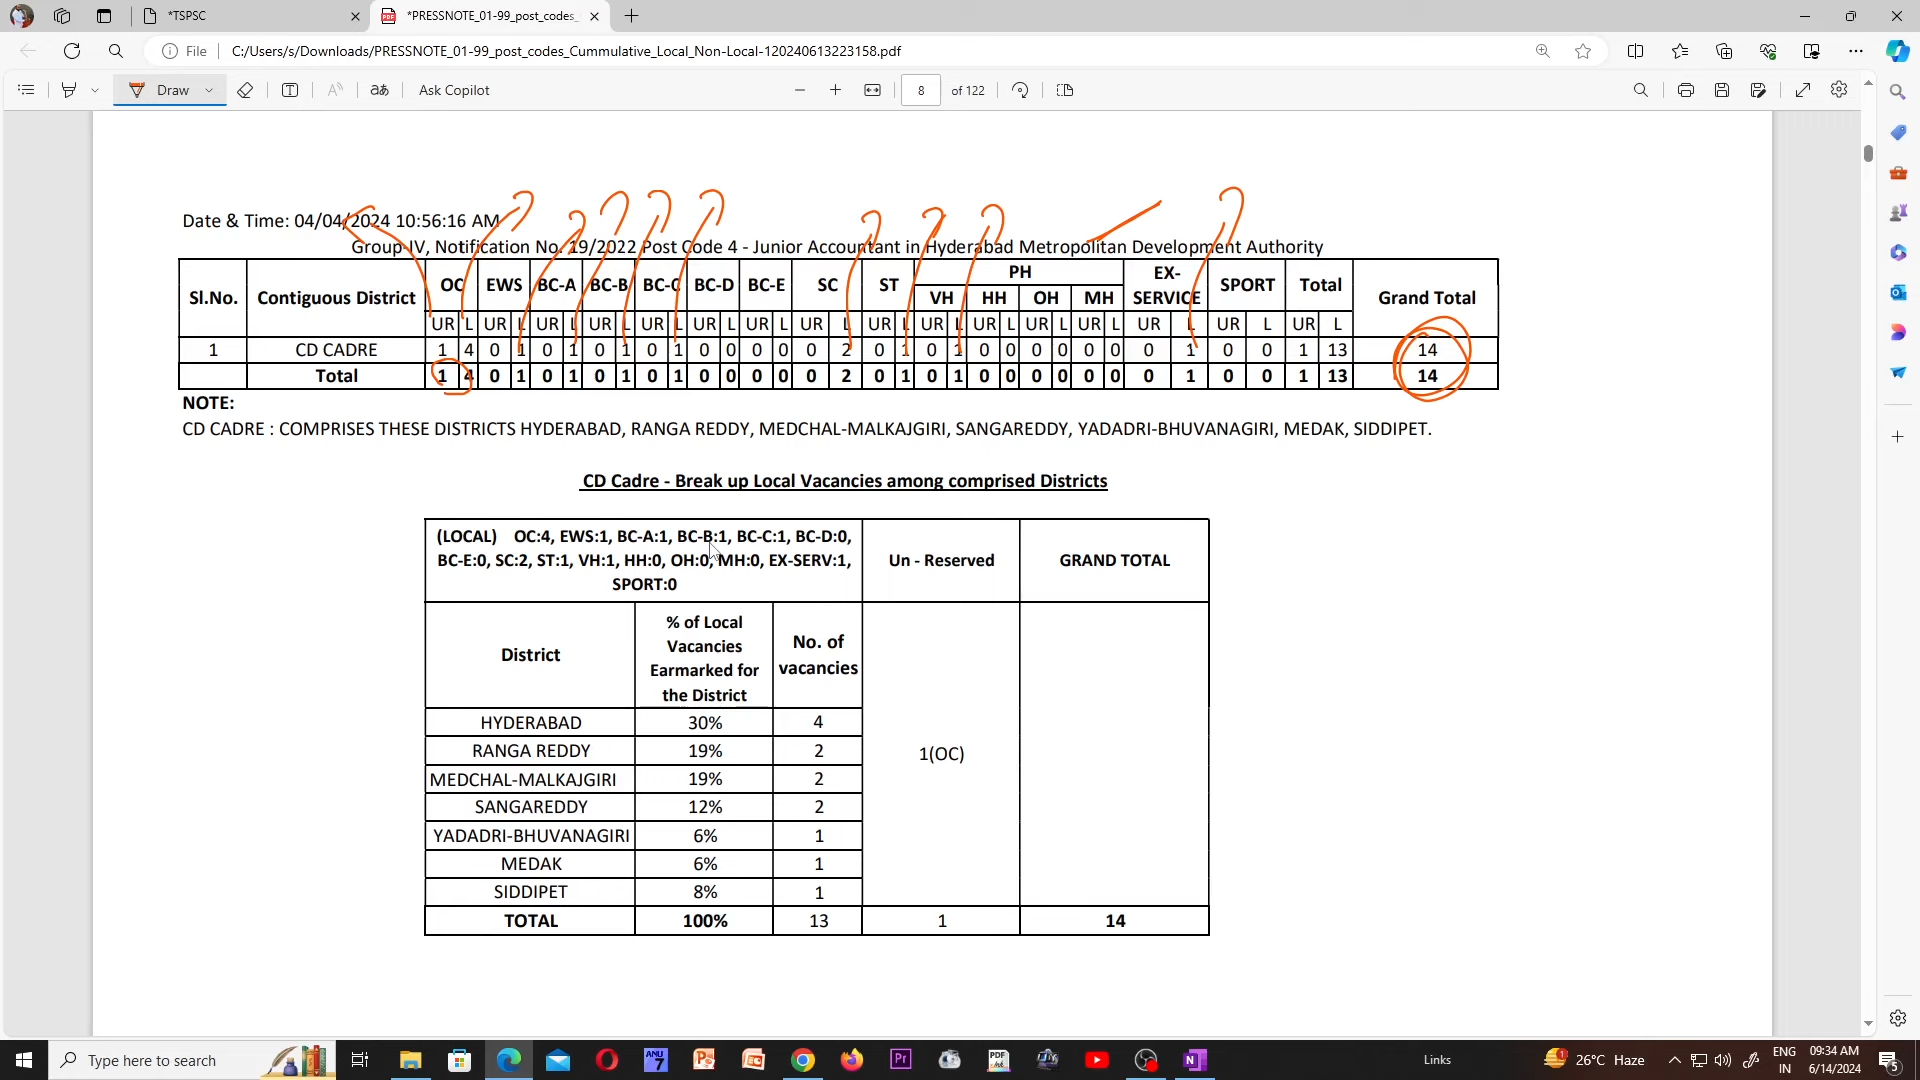 *TSPSC
*PRESSNOTE_01-99_post_codes_
File C:/Users/s/Downloads/PRESSNOTE_01-99_post_codes_Cummulative_Local_Non-Local-120240613223158.pdf
Draw Ask Copilot 8 of 122
Date & Time: 04/04/2024 10:56:16 AM
Group-IV, Notification No. 19/2022 Post Code 4 - Junior Accountant in Hyderabad Metropolitan Development Authority
Sl.No. Contiguous District OC EWS BC-A BC-B BC-C BC-D BC-E SC ST PH EX-SERVICE SPORT Total Grand Total
VH HH OH MH
UR L UR L UR L UR L UR L UR L UR L UR L UR L UR L UR L UR L UR L UR L UR L UR L
1 CD CADRE 1 4 0 1 0 1 0 1 0 1 0 0 0 0 0 2 0 1 0 1 0 0 0 0 0 0 0 1 0 0 1 13 14
Total 1 4 0 1 0 1 0 1 0 1 0 0 0 0 0 2 0 1 0 1 0 0 0 0 0 0 0 1 0 0 1 13 14
NOTE:
CD CADRE : COMPRISES THESE DISTRICTS HYDERABAD, RANGA REDDY, MEDCHAL-MALKAJGIRI, SANGAREDDY, YADADRI-BHUVANAGIRI, MEDAK, SIDDIPET.
CD Cadre - Break up Local Vacancies among comprised Districts
(LOCAL) OC:4, EWS:1, BC-A:1, BC-B:1, BC-C:1, BC-D:0,
BC-E:0, SC:2, ST:1, VH:1, HH:0, OH:0, MH:0, EX-SERV:1,
SPORT:0
Un - Reserved
GRAND TOTAL
District
% of Local
Vacancies
Earmarked for
the District
No. of
vacancies
HYDERABAD 30% 4
RANGA REDDY 19% 2
MEDCHAL-MALKAJGIRI 19% 2
SANGAREDDY 12% 2
YADADRI-BHUVANAGIRI 6% 1
MEDAK 6% 1
SIDDIPET 8% 1
1(OC)
TOTAL 100% 13 1 14
Type here to search
Links
26°C Haze
ENG
IN
09:34 AM
6/14/2024
5